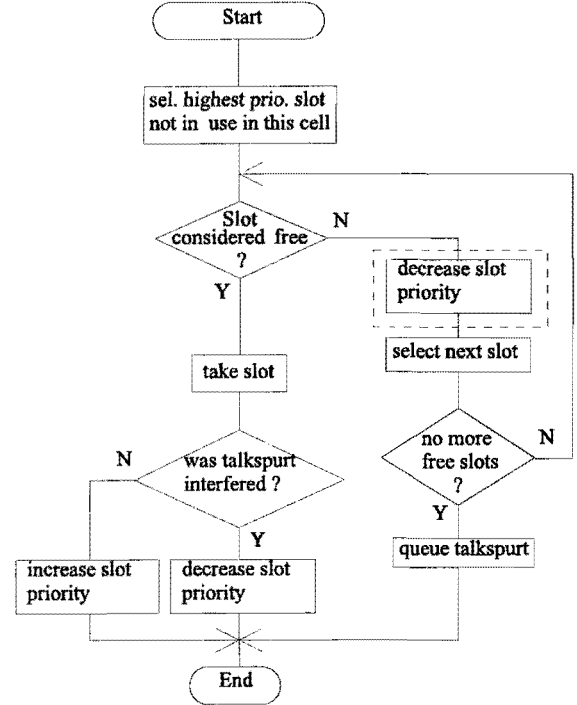 Start
sel. highest prio. slot
not in use in this cell
Slot
considered free
?
N
Y
decrease slot
priority
select next slot
take slot
no more
free slots
?
N
Y
was talkspurt
interfered ?
N
Y
queue talkspurt
increase slot
priority
decrease slot
priority
End